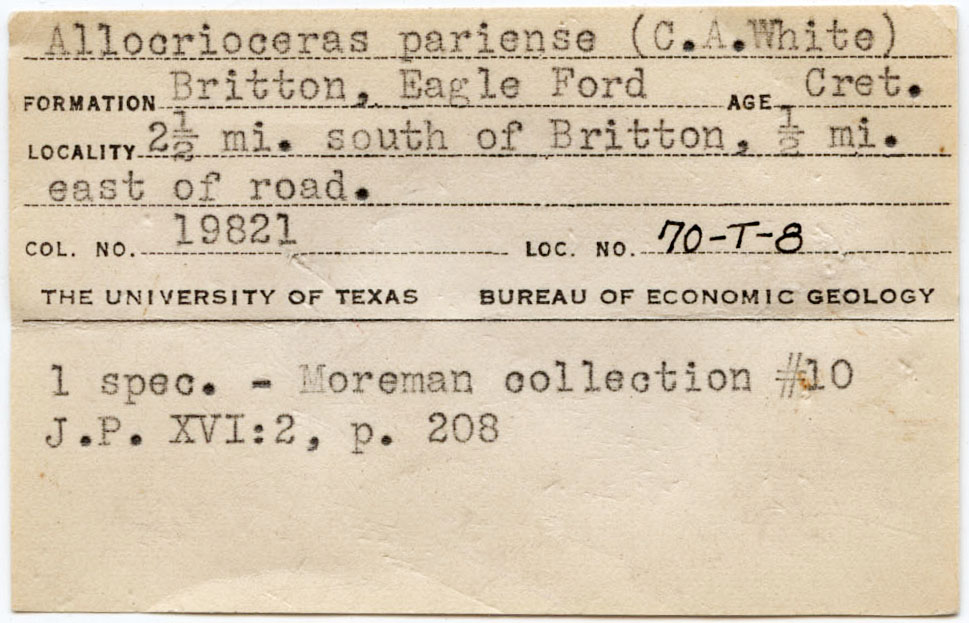 Allocrioceras pariense (C.A.White)
FORMATION Britton, Eagle Ford AGE Cret.
LOCALITY 2½ mi. south of Britton, ½ mi.
east of road.
COL. NO. 19821 LOC. NO. 70-T-8
THE UNIVERSITY OF TEXAS BUREAU OF ECONOMIC GEOLOGY
1 spec. - Moreman collection #10
J.P. XVI:2, p. 208